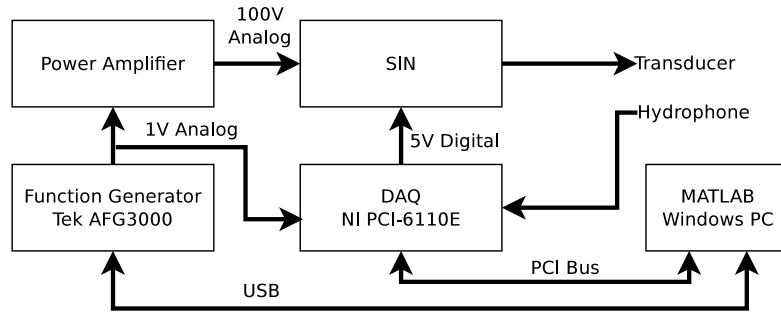 100V
Analog
Power Amplifier
SIN
Transducer
1V Analog
5V Digital
Hydrophone
Function Generator
Tek AFG3000
DAQ
NI PCI-6110E
MATLAB
Windows PC
PCI Bus
USB